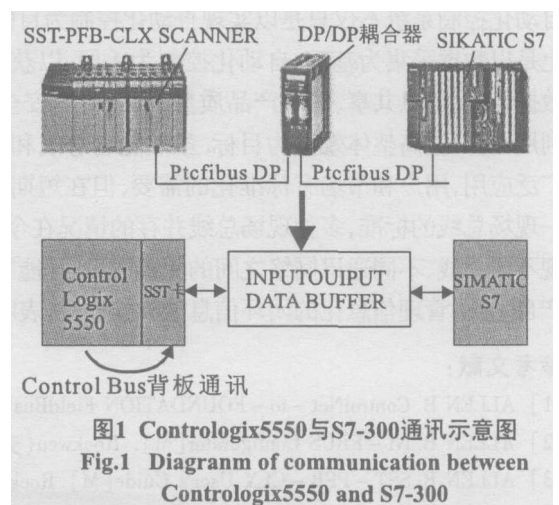 SST-PFB-CLX SCANNER
DP/DP耦合器
SIKATIC S7
Ptcfibus DP
Ptcfibus DP
Control
Logix
5550
SST卡
INPUTOUIPUT
DATA BUFFER
SIMATIC
S7
Control Bus背板通讯
图1 Contrologix5550与S7-300通讯示意图
Fig.1 Diagram of communication between
Contrologix5550 and S7-300